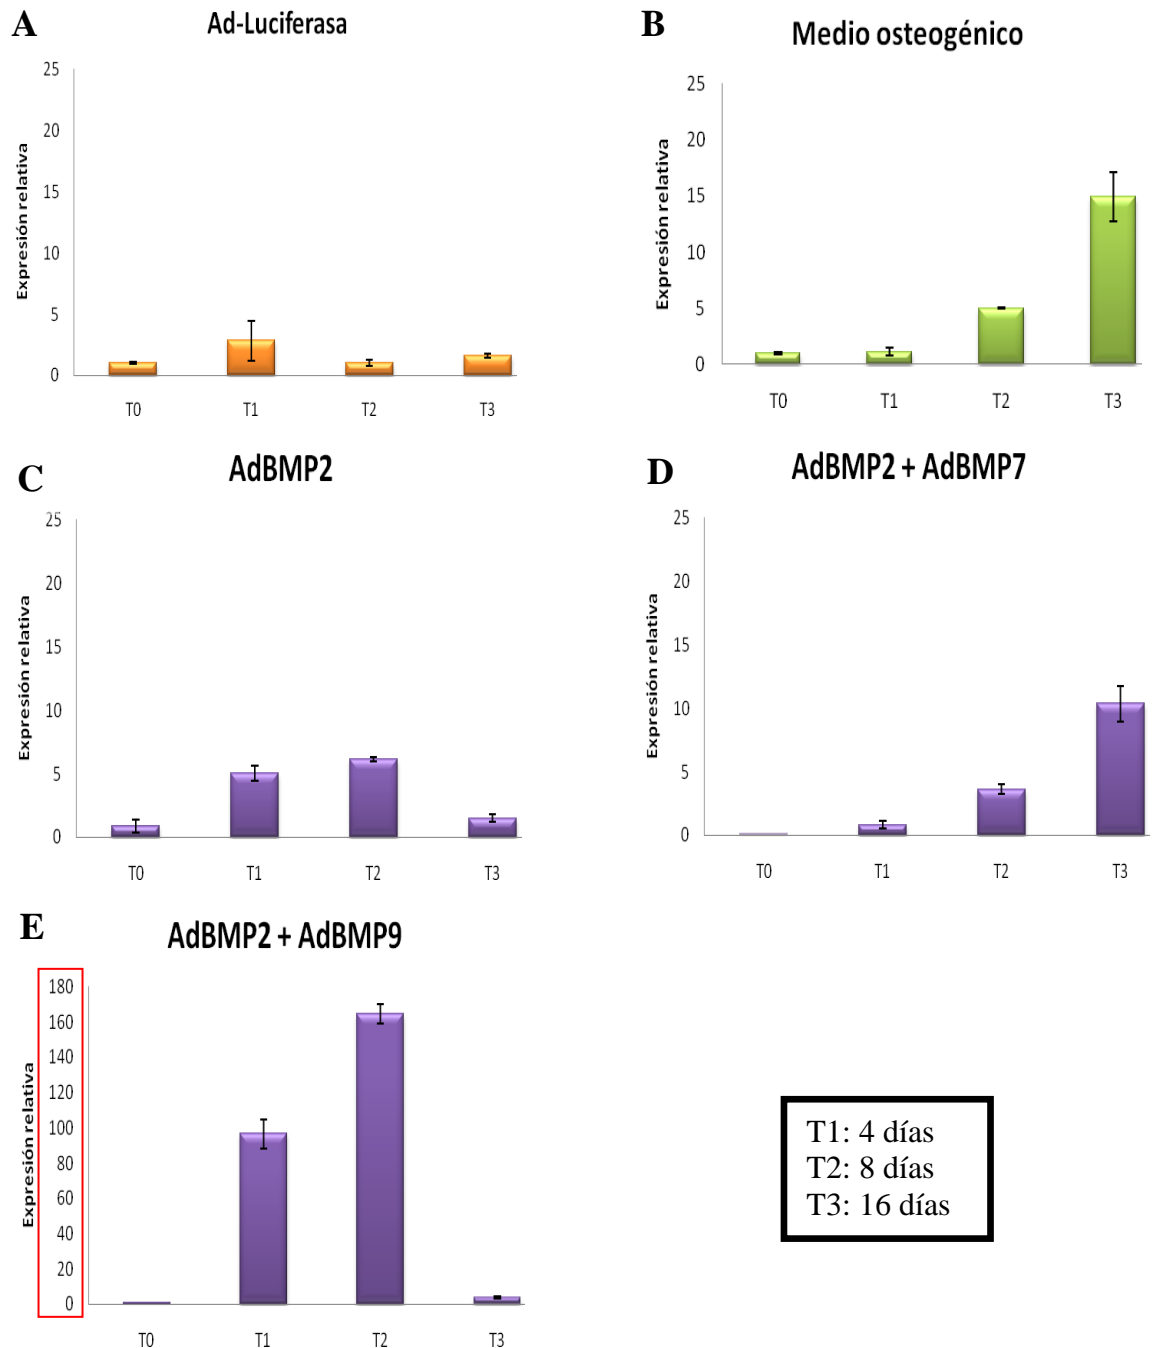 A
Ad-Luciferasa
25
20
15
10
5
0
Expresión relativa
T0 T1 T2 T3
B
Medio osteogénico
25
20
15
10
5
0
Expresión relativa
T0 T1 T2 T3
C
AdBMP2
25
20
15
10
5
0
Expresión relativa
T0 T1 T2 T3
D
AdBMP2 + AdBMP7
25
20
15
10
5
0
Expresión relativa
T0 T1 T2 T3
E
AdBMP2 + AdBMP9
180
160
140
120
100
80
60
40
20
0
Expresión relativa
T0 T1 T2 T3
T1: 4 días
T2: 8 días
T3: 16 días